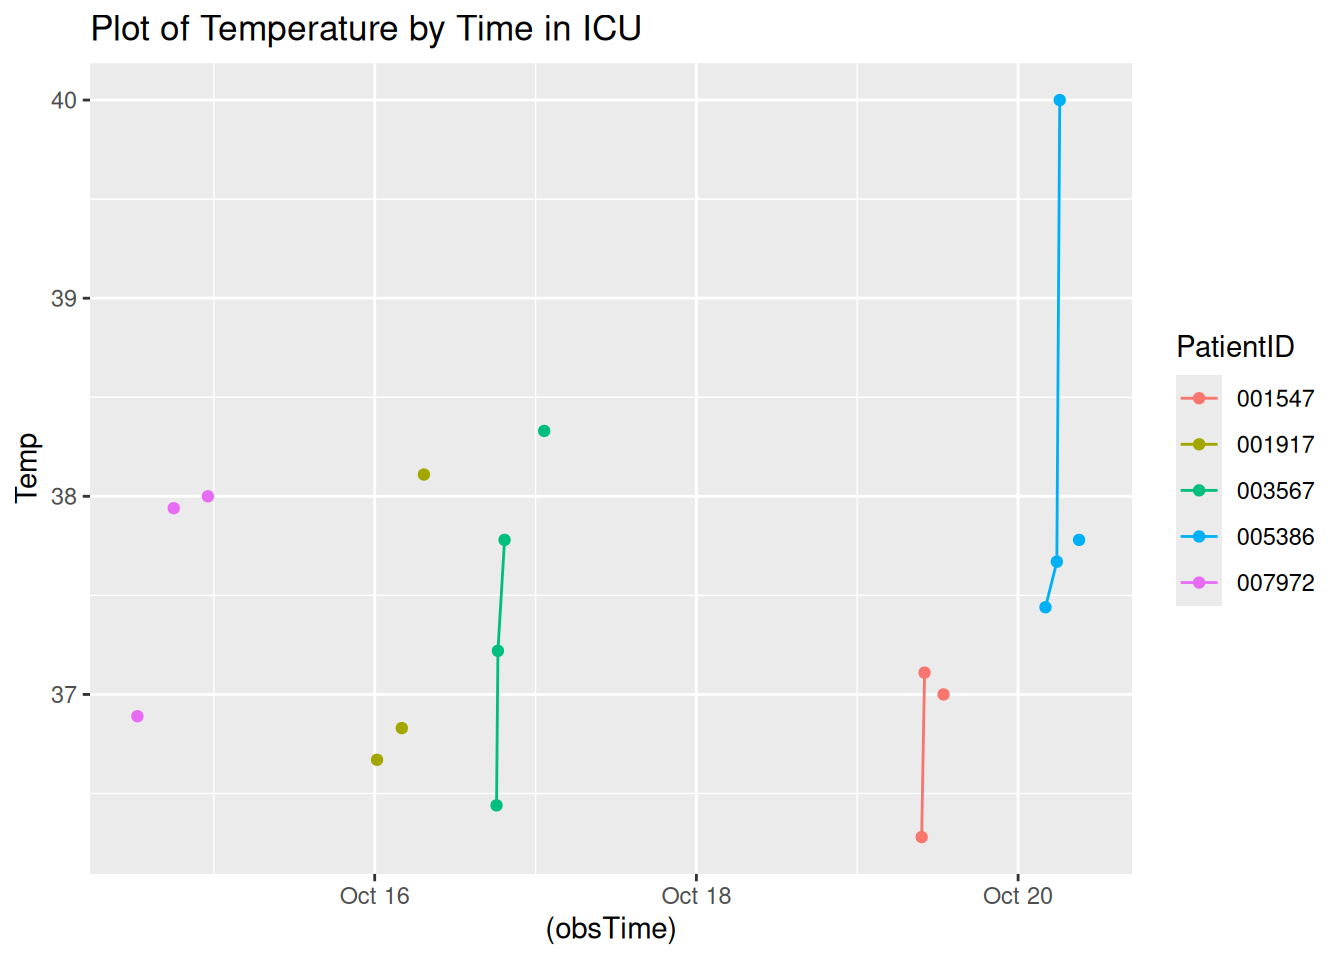 Plot of Temperature by Time in ICU
40
39
38
37
Temp
Oct 16
Oct 18
Oct 20
(obsTime)
PatientID
001547
001917
003567
005386
007972